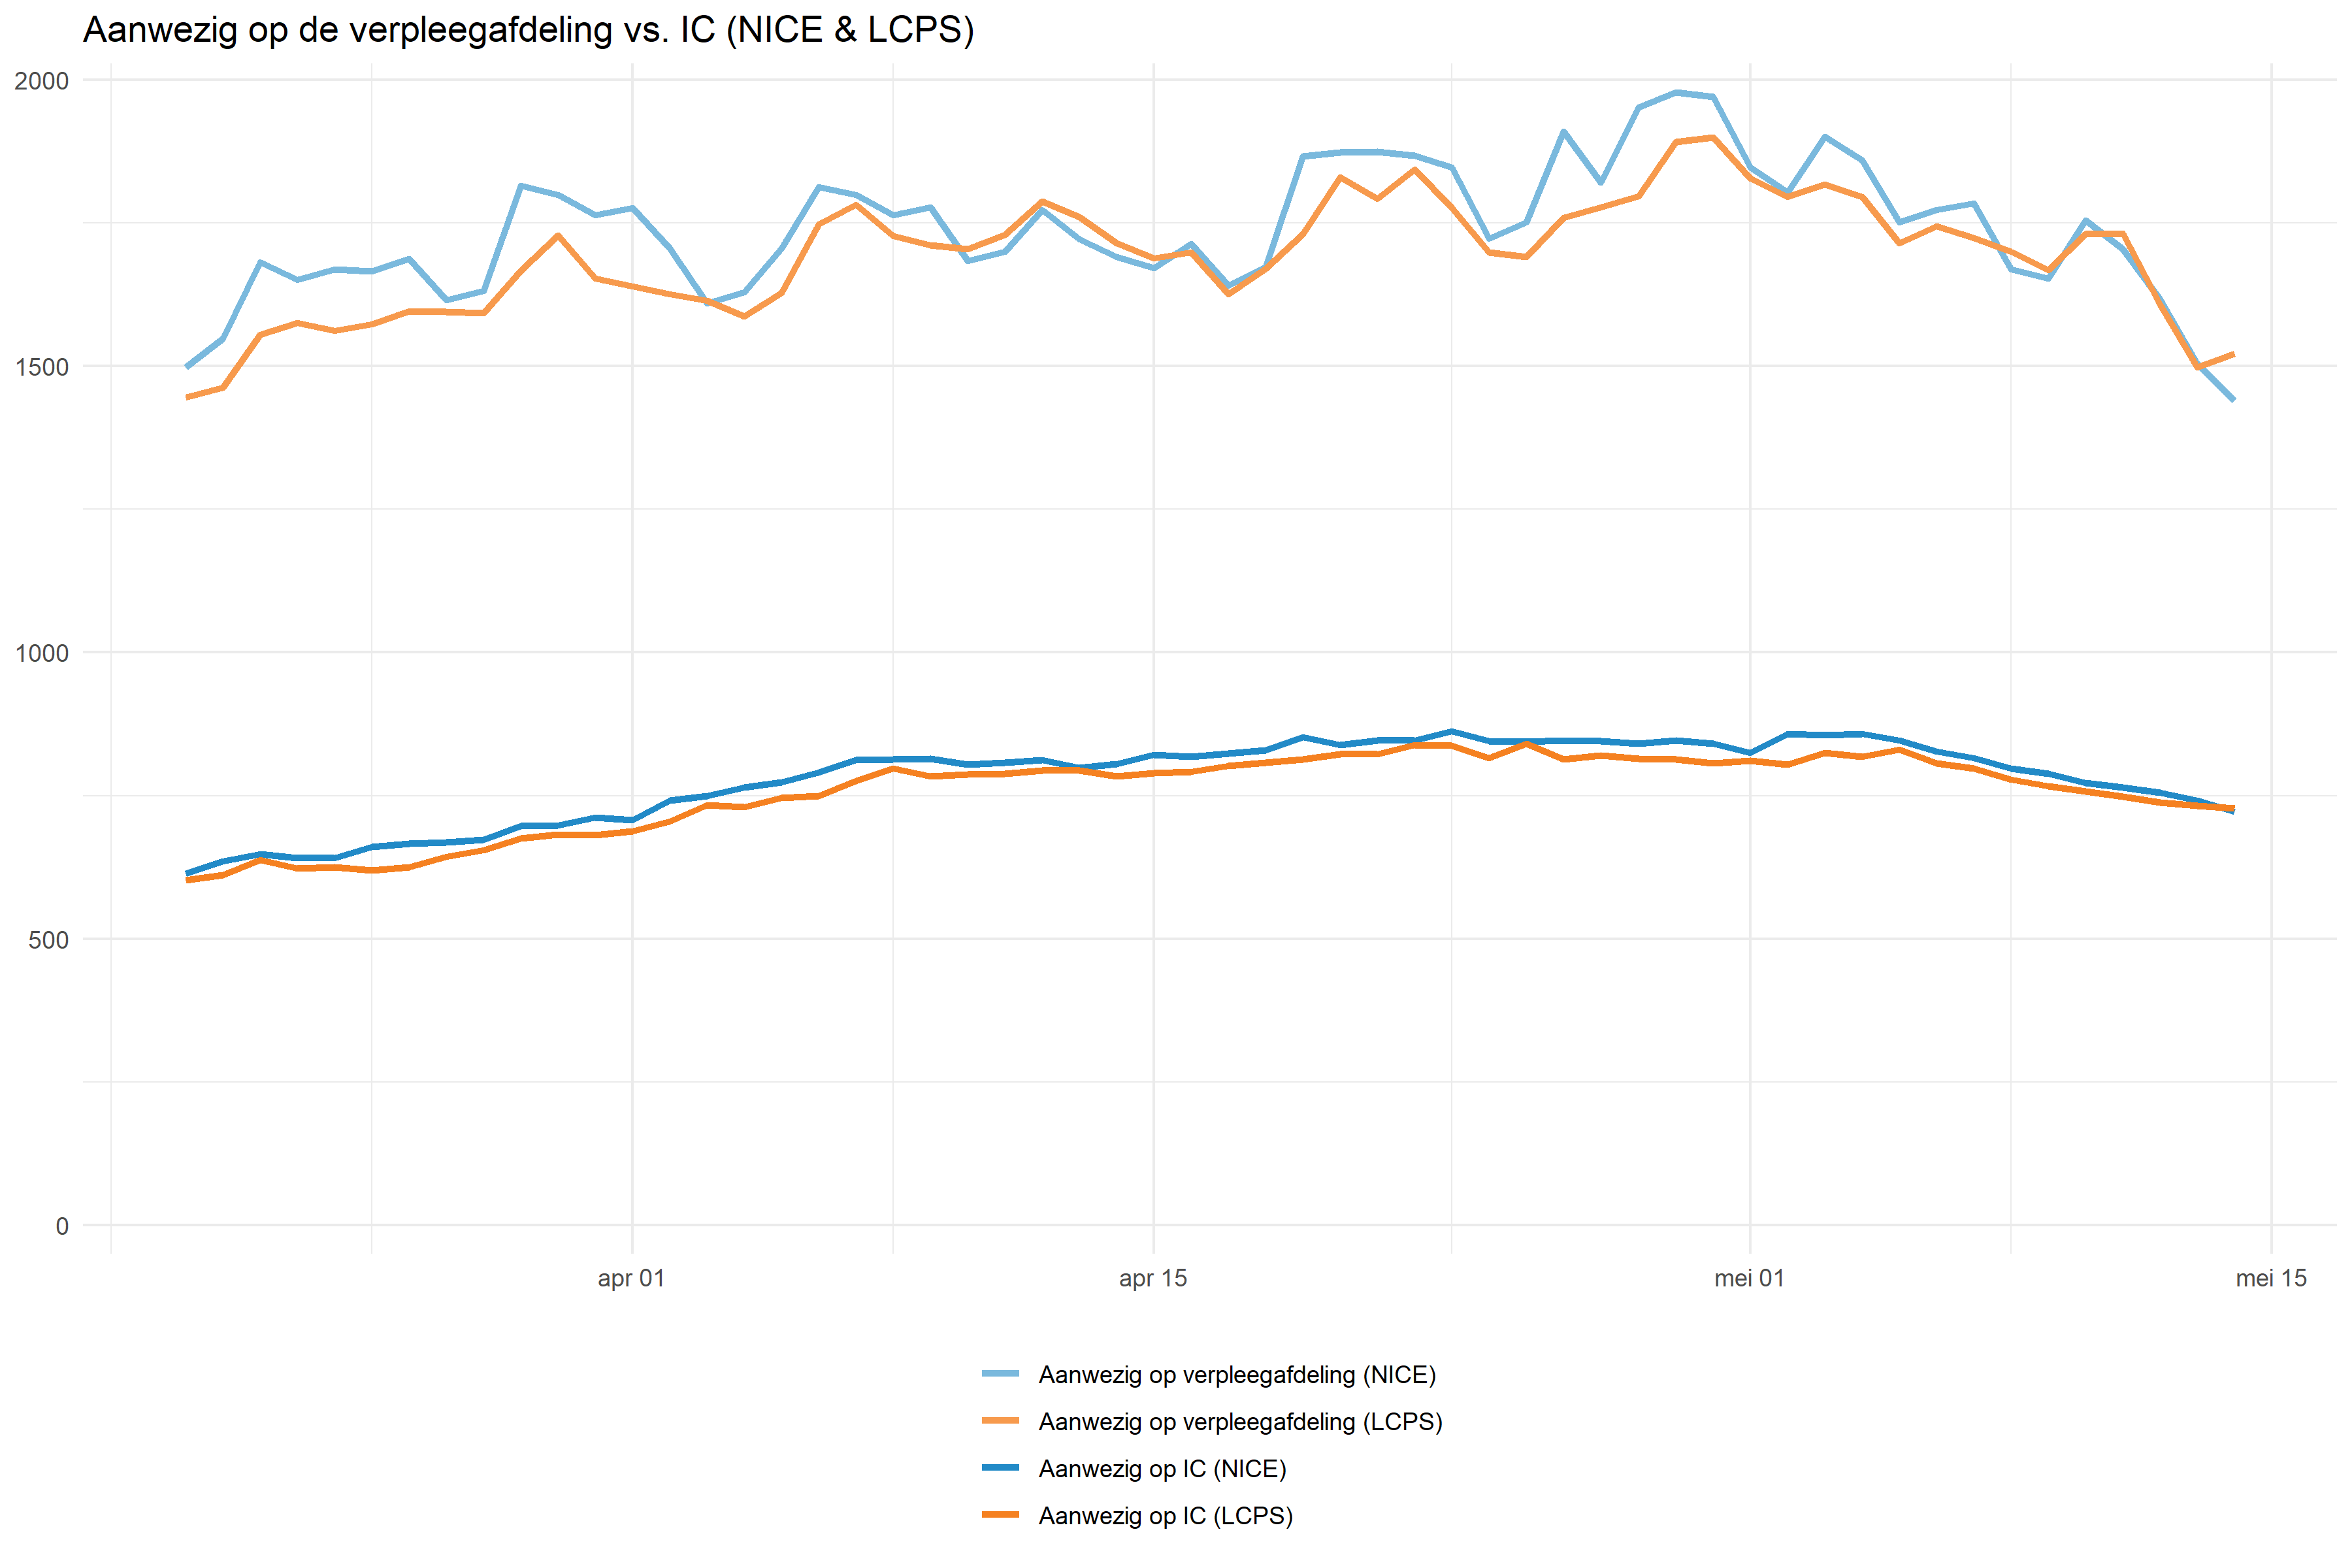 Aanwezig op de verpleegafdeling vs. IC (NICE & LCPS)
2000
1500
1000
500
0
apr 01 apr 15 mei 01 mei 15
Aanwezig op verpleegafdeling (NICE)
Aanwezig op verpleegafdeling (LCPS)
Aanwezig op IC (NICE)
Aanwezig op IC (LCPS)